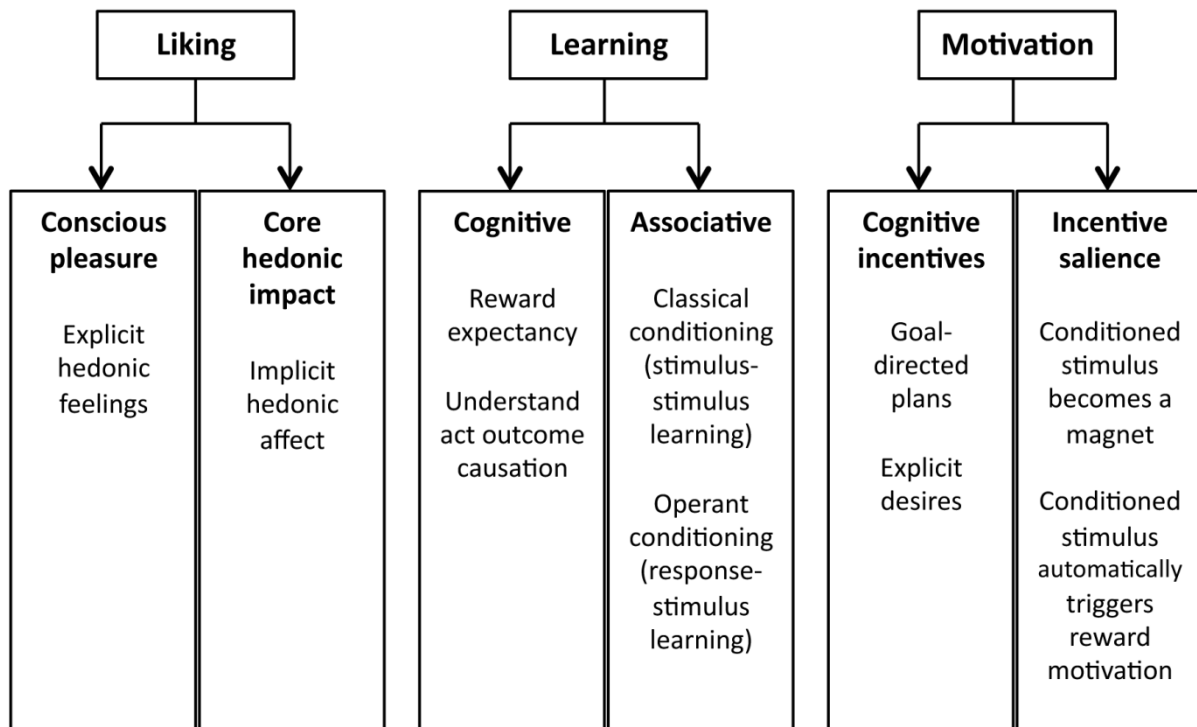 Liking
Conscious
pleasure
Explicit
hedonic
feelings
Core
hedonic
impact
Implicit
hedonic
affect
Learning
Cognitive
Reward
expectancy
Understand
act outcome
causation
Associative
Classical
conditioning
(stimulus-
stimulus
learning)
Operant
conditioning
(response-
stimulus
learning)
Motivation
Cognitive
incentives
Goal-
directed
plans
Explicit
desires
Incentive
salience
Conditioned
stimulus
becomes a
magnet
Conditioned
stimulus
automatically
triggers
reward
motivation